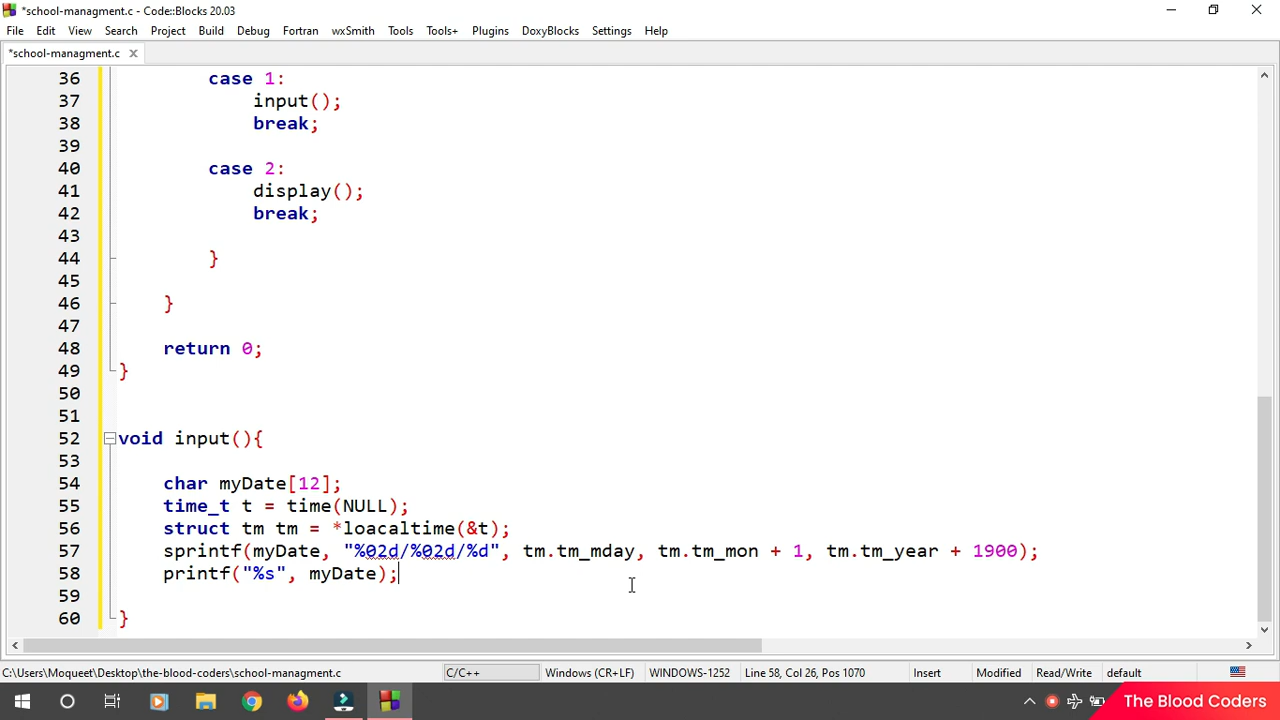 *school-managment.c - Code::Blocks 20.03
File Edit View Search Project Build Debug Fortran wxSmith Tools Tools+ Plugins DoxyBlocks Settings Help
*school-managment.c
36 case 1:
37 input();
38 break;
39
40 case 2:
41 display();
42 break;
43
44 }
45
46 }
47
48 return 0;
49 }
50
51
52 void input(){
53
54 char myDate[12];
55 time_t t = time(NULL);
56 struct tm tm = *loacaltime(&t);
57 sprintf(myDate, "%02d/%02d/%d", tm.tm_mday, tm.tm_mon + 1, tm.tm_year + 1900);
58 printf("%s", myDate);
59
60 }
C:\Users\Moqueet\Desktop\the-blood-coders\school-managment.c C/C++ Windows (CR+LF) WINDOWS-1252 Line 58, Col 26, Pos 1070 Insert Modified Read/Write default
The Blood Coders